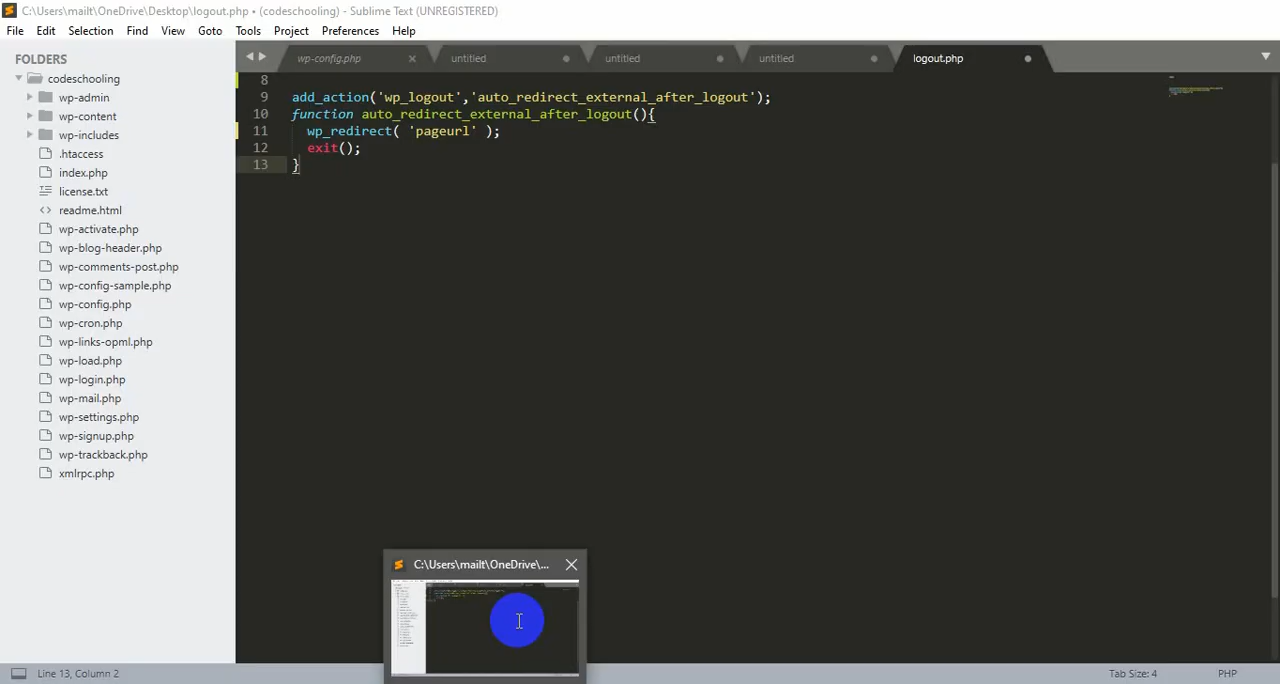 C:\Users\mailt\OneDrive\Desktop\logout.php • (codeschooling) - Sublime Text (UNREGISTERED)
File Edit Selection Find View Goto Tools Project Preferences Help
FOLDERS
codeschooling
wp-admin
wp-content
wp-includes
.htaccess
index.php
license.txt
readme.html
wp-activate.php
wp-blog-header.php
wp-comments-post.php
wp-config-sample.php
wp-config.php
wp-cron.php
wp-links-opml.php
wp-load.php
wp-login.php
wp-mail.php
wp-settings.php
wp-signup.php
wp-trackback.php
xmlrpc.php
wp-config.php untitled untitled untitled logout.php
8
9 add_action('wp_logout','auto_redirect_external_after_logout');
10 function auto_redirect_external_after_logout(){
11 wp_redirect( 'pageurl' );
12 exit();
13 }
C:\Users\mailt\OneDrive\...
Line 13, Column 2
Tab Size: 4
PHP